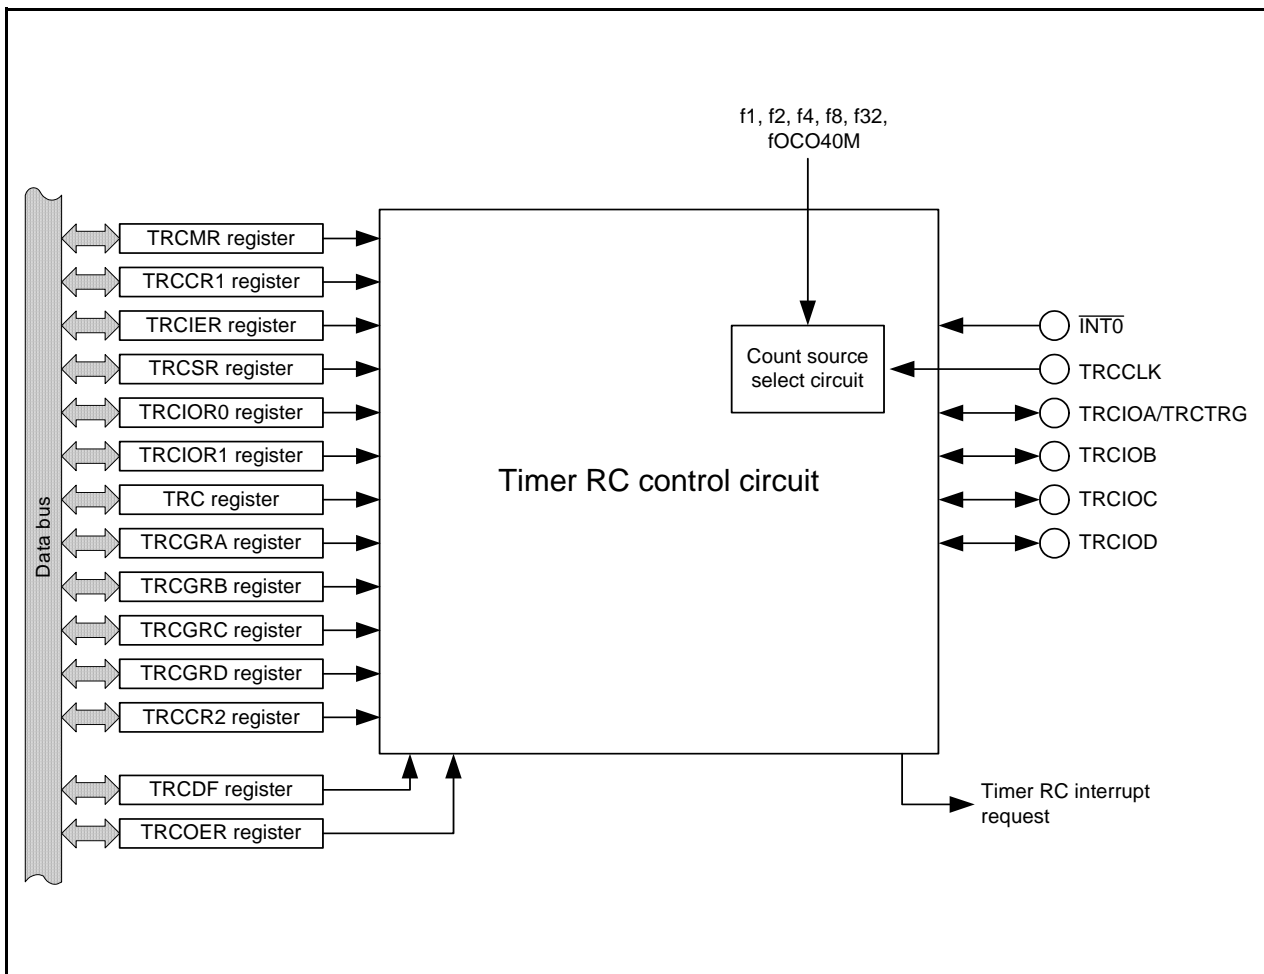 f1, f2, f4, f8, f32,
fOCO40M
Data bus
TRCMR register
TRCCR1 register
TRCIER register
TRCSR register
TRCIOR0 register
TRCIOR1 register
TRC register
TRCGRA register
TRCGRB register
TRCGRC register
TRCGRD register
TRCCR2 register
TRCDF register
TRCOER register
Timer RC control circuit
Count source
select circuit
I̅N̅T̅0̅
TRCCLK
TRCIOA/TRCTRG
TRCIOB
TRCIOC
TRCIOD
Timer RC interrupt
request